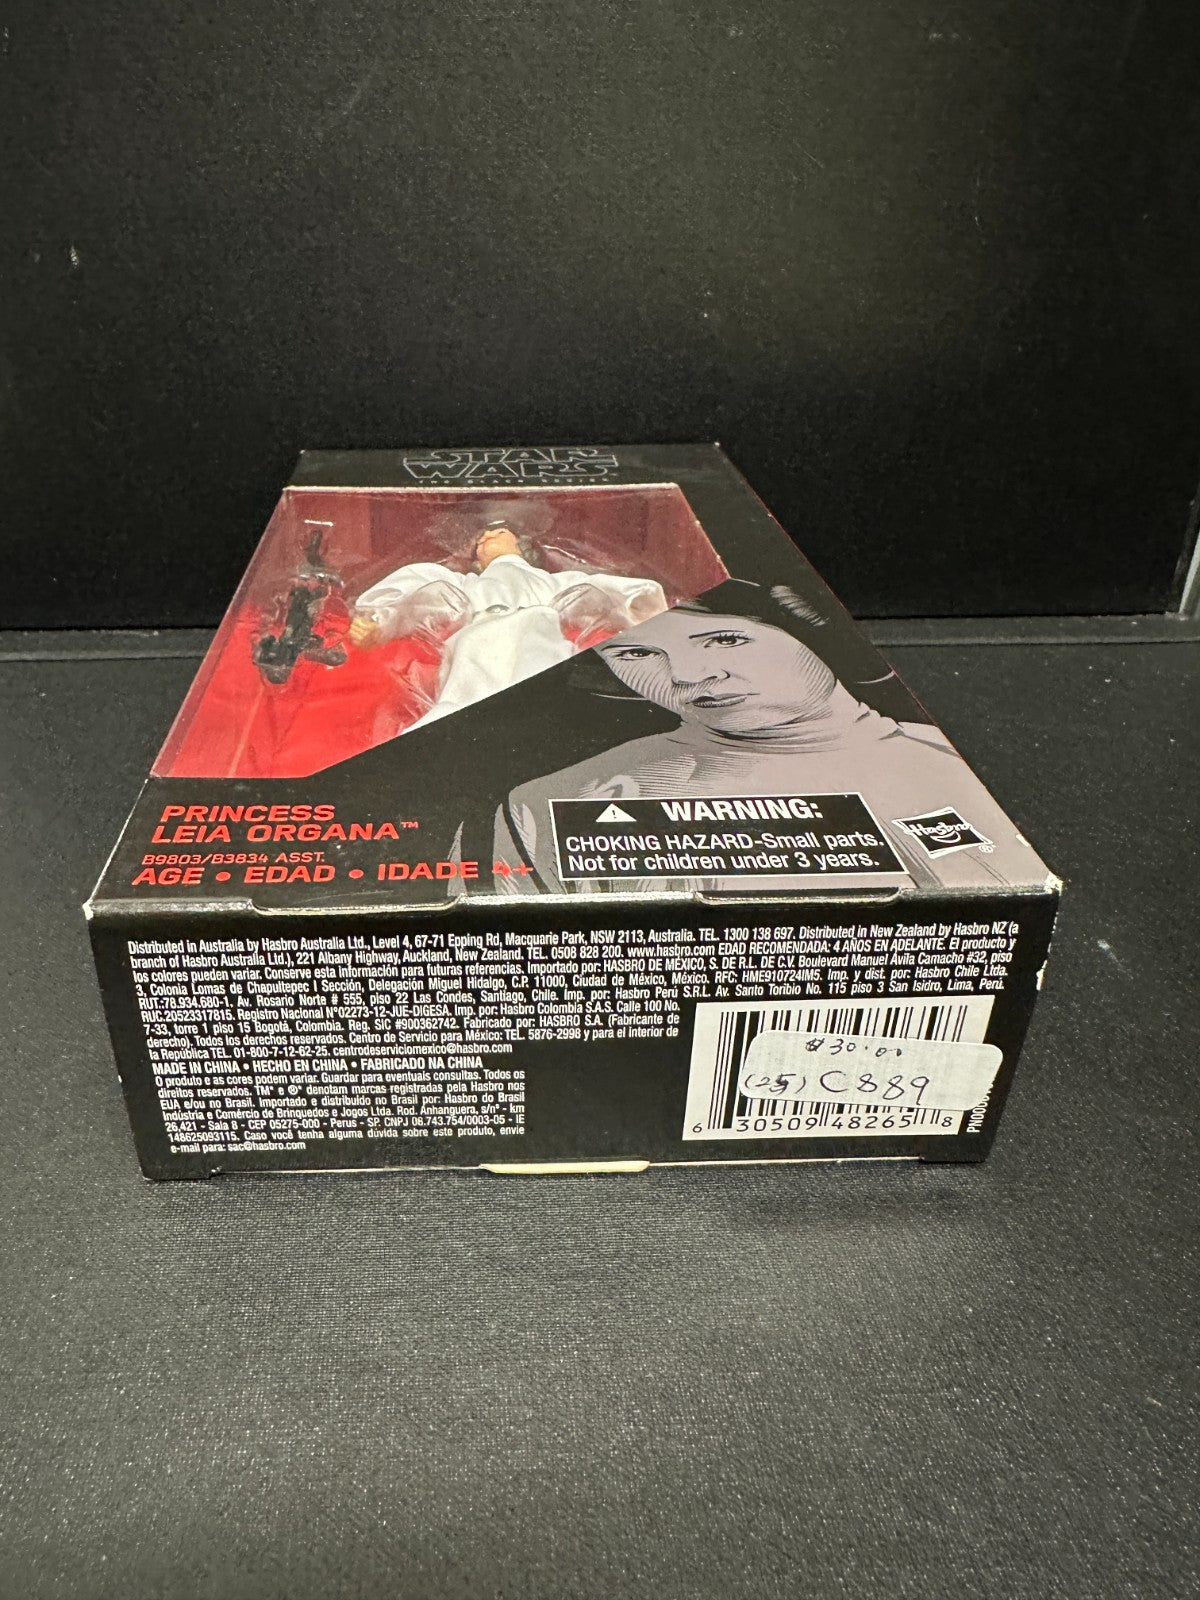 STAR
WARS
THE BLACK SERIES
PRINCESS
LEIA ORGANA™
B9803/B3834 ASST.
AGE • EDAD • IDADE 4+
WARNING:
CHOKING HAZARD-Small parts.
Not for children under 3 years.
Hasbro®
Distributed in Australia by Hasbro Australia Ltd., Level 4, 67-71 Epping Rd, Macquarie Park, NSW 2113, Australia. TEL. 1300 138 697. Distributed in New Zealand by Hasbro NZ (a
branch of Hasbro Australia Ltd.), 221 Albany Highway, Auckland, New Zealand. TEL. 0508 828 200. www.hasbro.com EDAD RECOMENDADA: 4 AÑOS EN ADELANTE. El producto y
los colores pueden variar. Conserve esta información para futuras referencias. Importado por: HASBRO DE MEXICO, S. DE R.L. DE C.V. Boulevard Manuel Ávila Camacho #32, piso
3, Colonia Lomas de Chapultepec I Sección, Delegación Miguel Hidalgo, C.P. 11000, Ciudad de México, México. RFC: HME910724IM5. Imp. y dist. por: Hasbro Chile Ltda.
RUT.:78.934.680-1. Av. Rosario Norte # 555, piso 22 Las Condes, Santiago, Chile. Imp. por: Hasbro Perú S.R.L. Av. Santo Toribio No. 115 piso 3 San Isidro, Lima, Perú.
RUC.20523317815. Registro Nacional N°02273-12-JUE-DIGESA. Imp. por: Hasbro Colombia S.A.S. Calle 100 No.
7-33, torre 1 piso 15 Bogotá, Colombia. Reg. SIC #900362742. Fabricado por: HASBRO S.A. (Fabricante de
derecho). Todos los derechos reservados. Centro de Servicio para México: TEL. 5876-2998 y para el interior de
la República TEL. 01-800-7-12-62-25. centrodeserviciomexico@hasbro.com
MADE IN CHINA • HECHO EN CHINA • FABRICADO NA CHINA
O produto e as cores podem variar. Guardar para eventuais consultas. Todos os
direitos reservados. TM* e ®* denotam marcas registradas pela Hasbro nos
EUA e/ou no Brasil. Importado e distribuído no Brasil por: Hasbro do Brasil
Indústria e Comércio de Brinquedos e Jogos Ltda. Rod. Anhanguera, s/n° - km
26,421 - Sala 8 - CEP 05275-000 - Perus - SP. CNPJ 06.743.754/0003-05 - IE
148625093115. Caso você tenha alguma dúvida sobre este produto, envie
e-mail para: sac@hasbro.com
$30.00
(25) C889
6 30509 48265 8